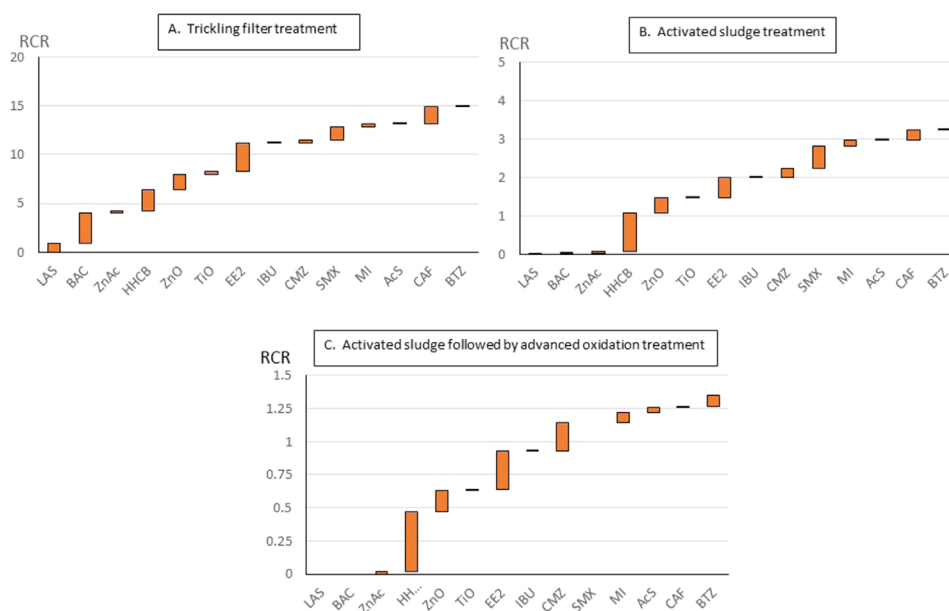 A. Trickling filter treatment
RCR
20
15
10
5
0
LAS
BAC
ZnAc
HHCB
ZnO
TiO
EE2
IBU
CMZ
SMX
MI
AcS
CAF
BTZ
B. Activated sludge treatment
RCR
5
4
3
2
1
0
LAS
BAC
ZnAc
HHCB
ZnO
TiO
EE2
IBU
CMZ
SMX
MI
AcS
CAF
BTZ
C. Activated sludge followed by advanced oxidation treatment
RCR
1.5
1.25
1
0.75
0.5
0.25
0
LAS
BAC
ZnAc
HH...
ZnO
TiO
EE2
IBU
CMZ
SMX
MI
AcS
CAF
BTZ